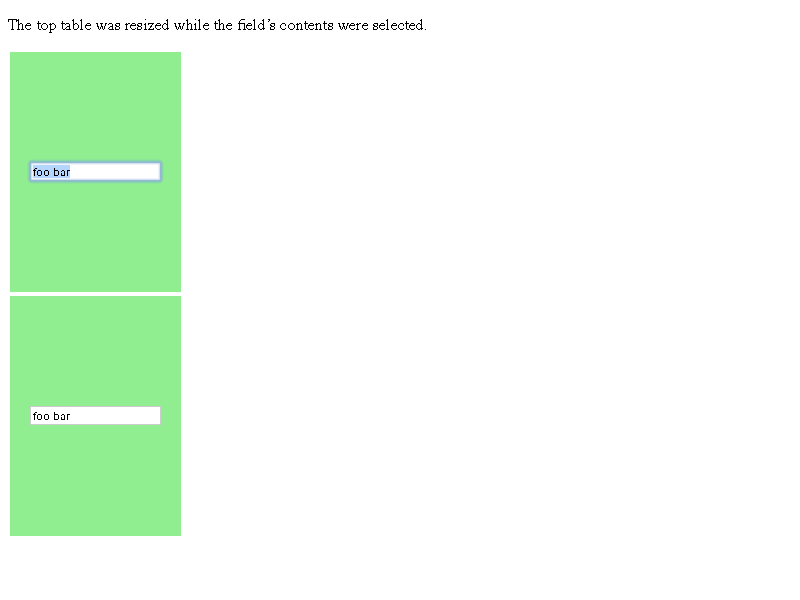 The top table was resized while the field’s contents were selected.
foo bar
foo bar